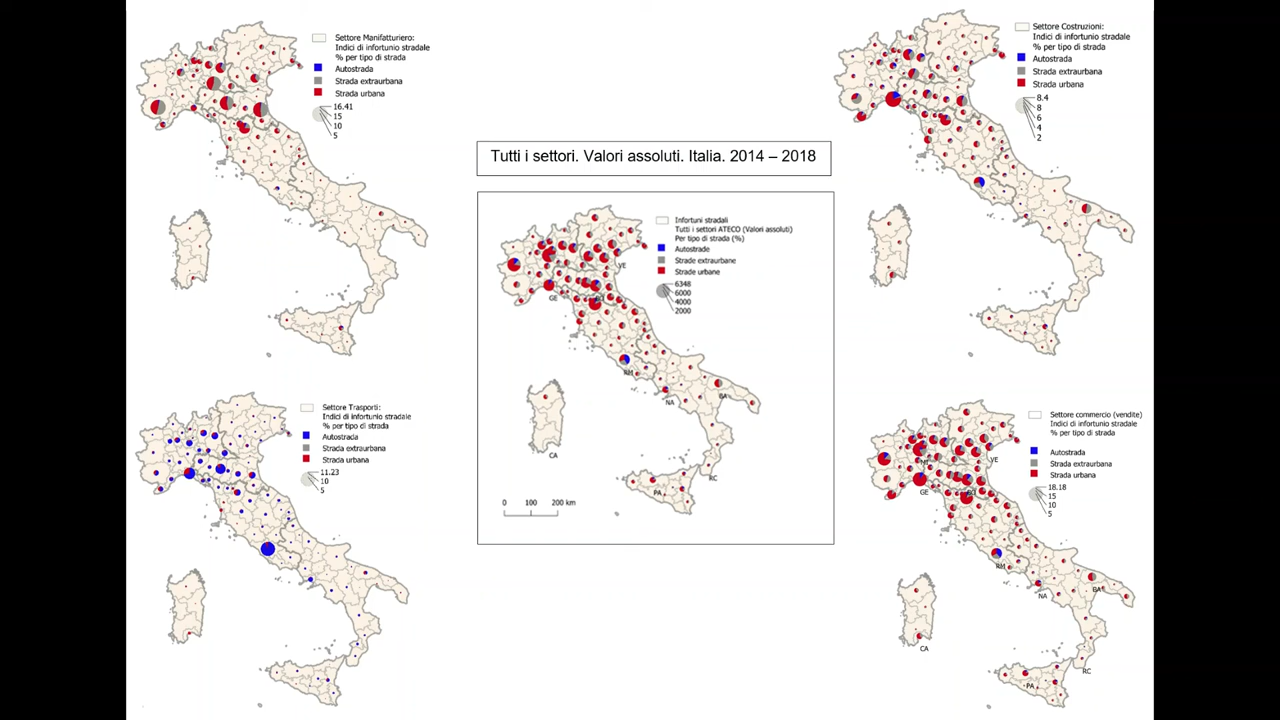 Settore Manifatturiero:
Indici di infortunio stradale
% per tipo di strada
Autostrada
Strada extraurbana
Strada urbana
16.41
15
10
5
Settore Costruzioni:
Indici di infortunio stradale
% per tipo di strada
Autostrada
Strada extraurbana
Strada urbana
8.4
8
6
4
2
Tutti i settori. Valori assoluti. Italia. 2014 – 2018
Infortuni stradali
Tutti i settori ATECO (Valori assoluti)
Per tipo di strada (%)
Autostrade
Strade extraurbane
Strade urbane
6348
6000
4000
2000
VE
GE
BO
RM
NA
BA
CA
RC
PA
0 100 200 km
Settore Trasporti:
Indici di infortunio stradale
% per tipo di strada
Autostrada
Strada extraurbana
Strada urbana
11.23
10
5
Settore commercio (vendite)
Indici di infortunio stradale
% per tipo di strada
Autostrada
Strada extraurbana
Strada urbana
18.18
15
10
5
VE
GE
BO
RM
NA
BA
CA
RC
PA